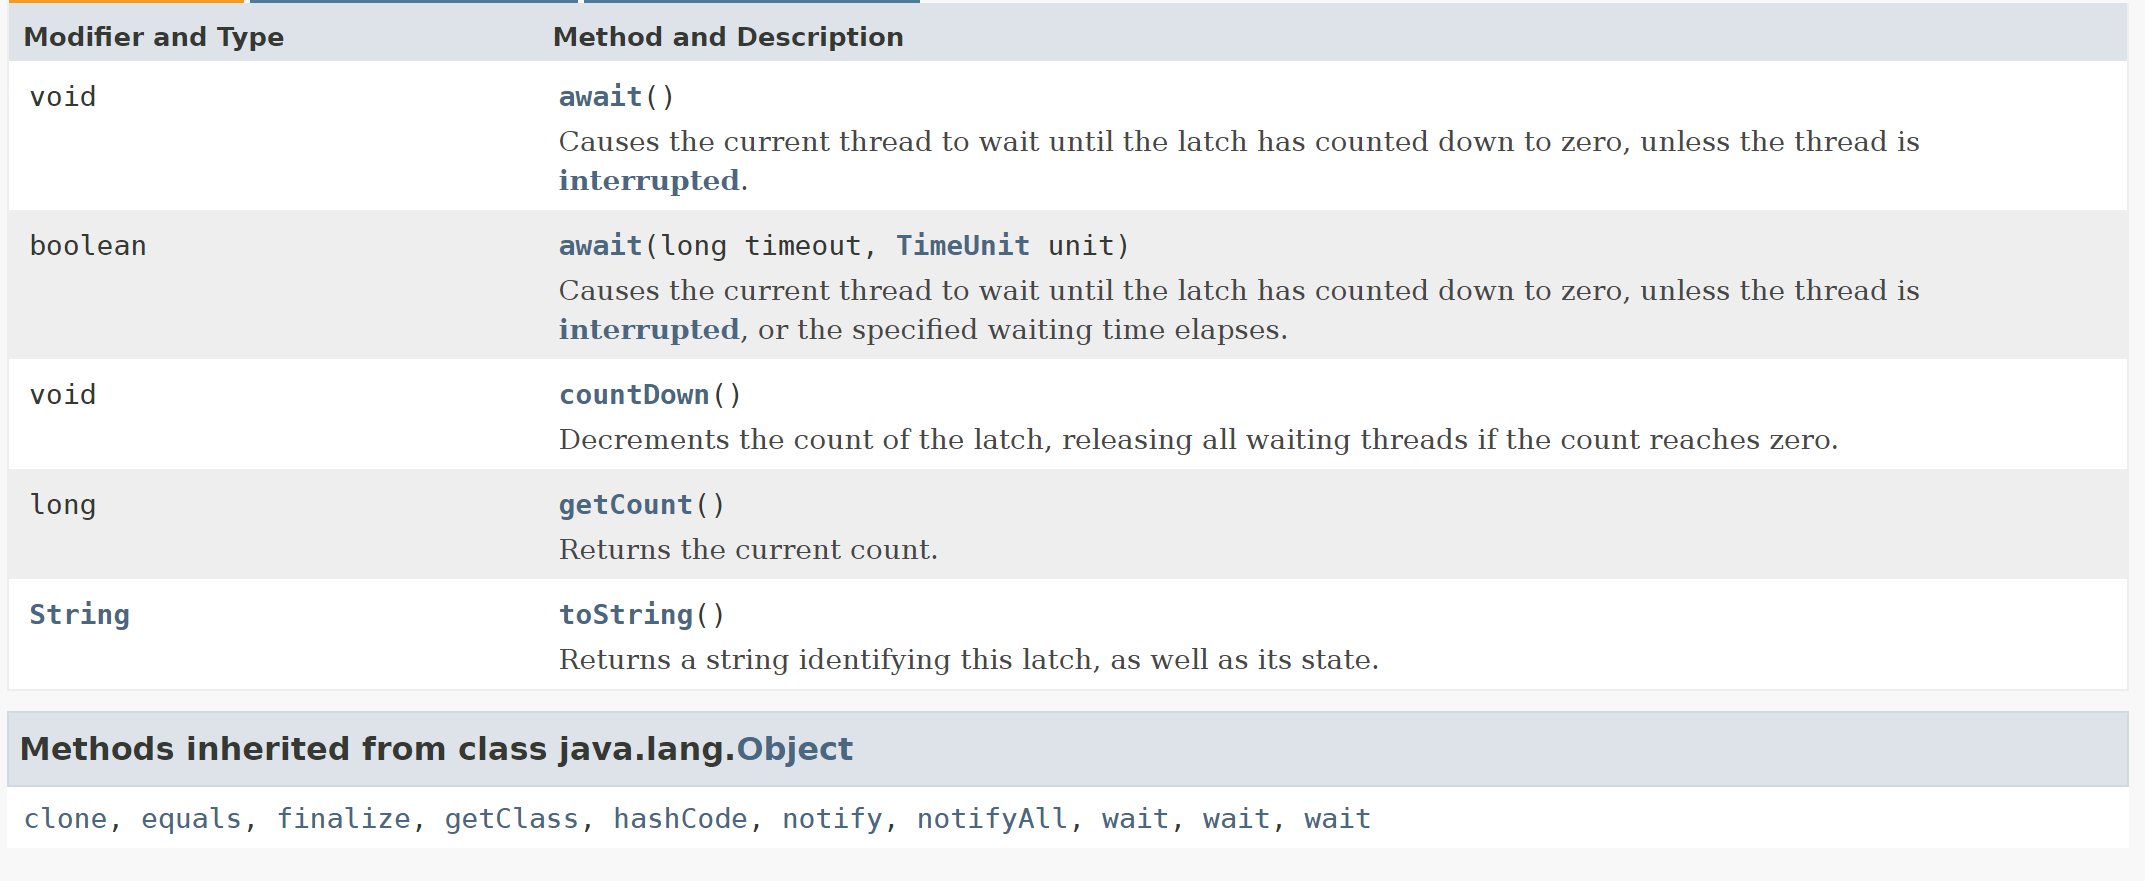 Modifier and Type Method and Description
void await()
Causes the current thread to wait until the latch has counted down to zero, unless the thread is
interrupted.
boolean await(long timeout, TimeUnit unit)
Causes the current thread to wait until the latch has counted down to zero, unless the thread is
interrupted, or the specified waiting time elapses.
void countDown()
Decrements the count of the latch, releasing all waiting threads if the count reaches zero.
long getCount()
Returns the current count.
String toString()
Returns a string identifying this latch, as well as its state.
Methods inherited from class java.lang.Object
clone, equals, finalize, getClass, hashCode, notify, notifyAll, wait, wait, wait